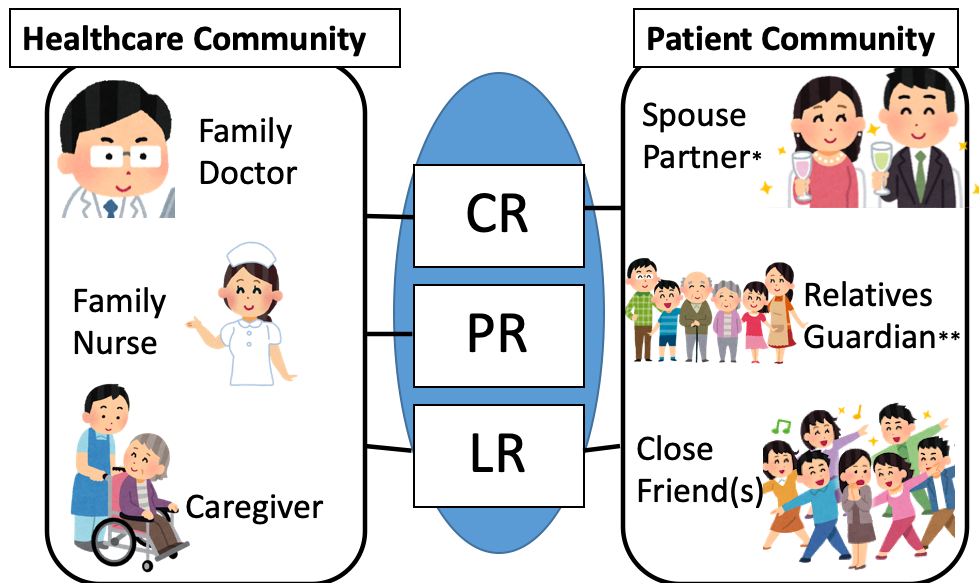 Healthcare Community
Family
Doctor
Family
Nurse
Caregiver
CR
PR
LR
Patient Community
Spouse
Partner*
Relatives
Guardian**
Close
Friend(s)